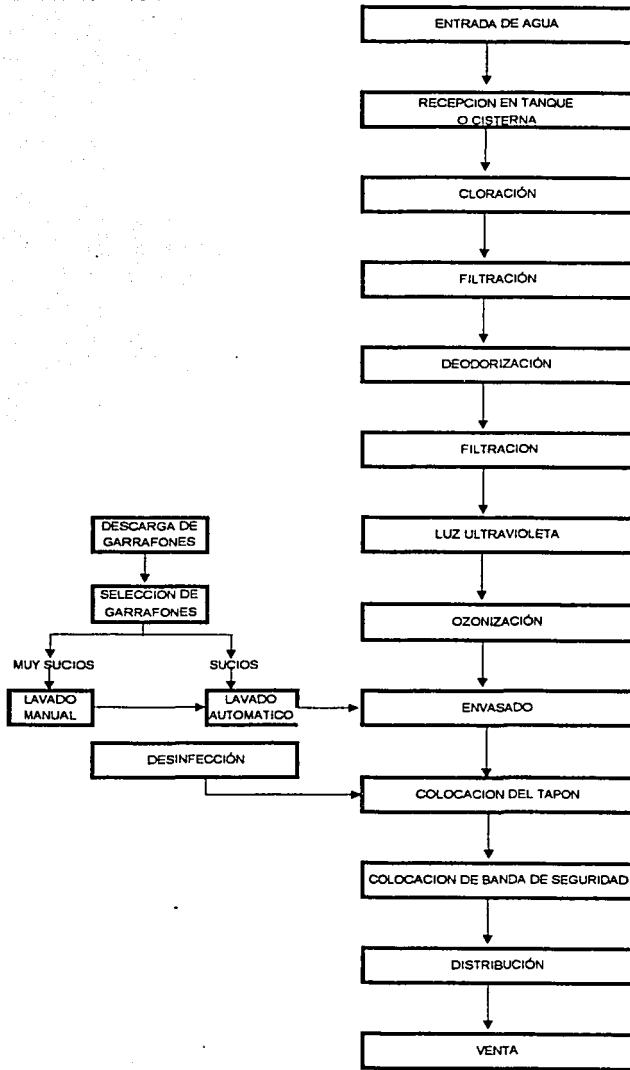 ENTRADA DE AGUA
RECEPCION EN TANQUE
O CISTERNA
CLORACIÓN
FILTRACIÓN
DEODORIZACIÓN
FILTRACION
LUZ ULTRAVIOLETA
OZONIZACIÓN
DESCARGA DE
GARRAFONES
SELECCION DE
GARRAFONES
MUY SUCIOS
SUCIOS
LAVADO
MANUAL
LAVADO
AUTOMATICO
ENVASADO
DESINFECCIÓN
COLOCACION DEL TAPON
COLOCACION DE BANDA DE SEGURIDAD
DISTRIBUCIÓN
VENTA